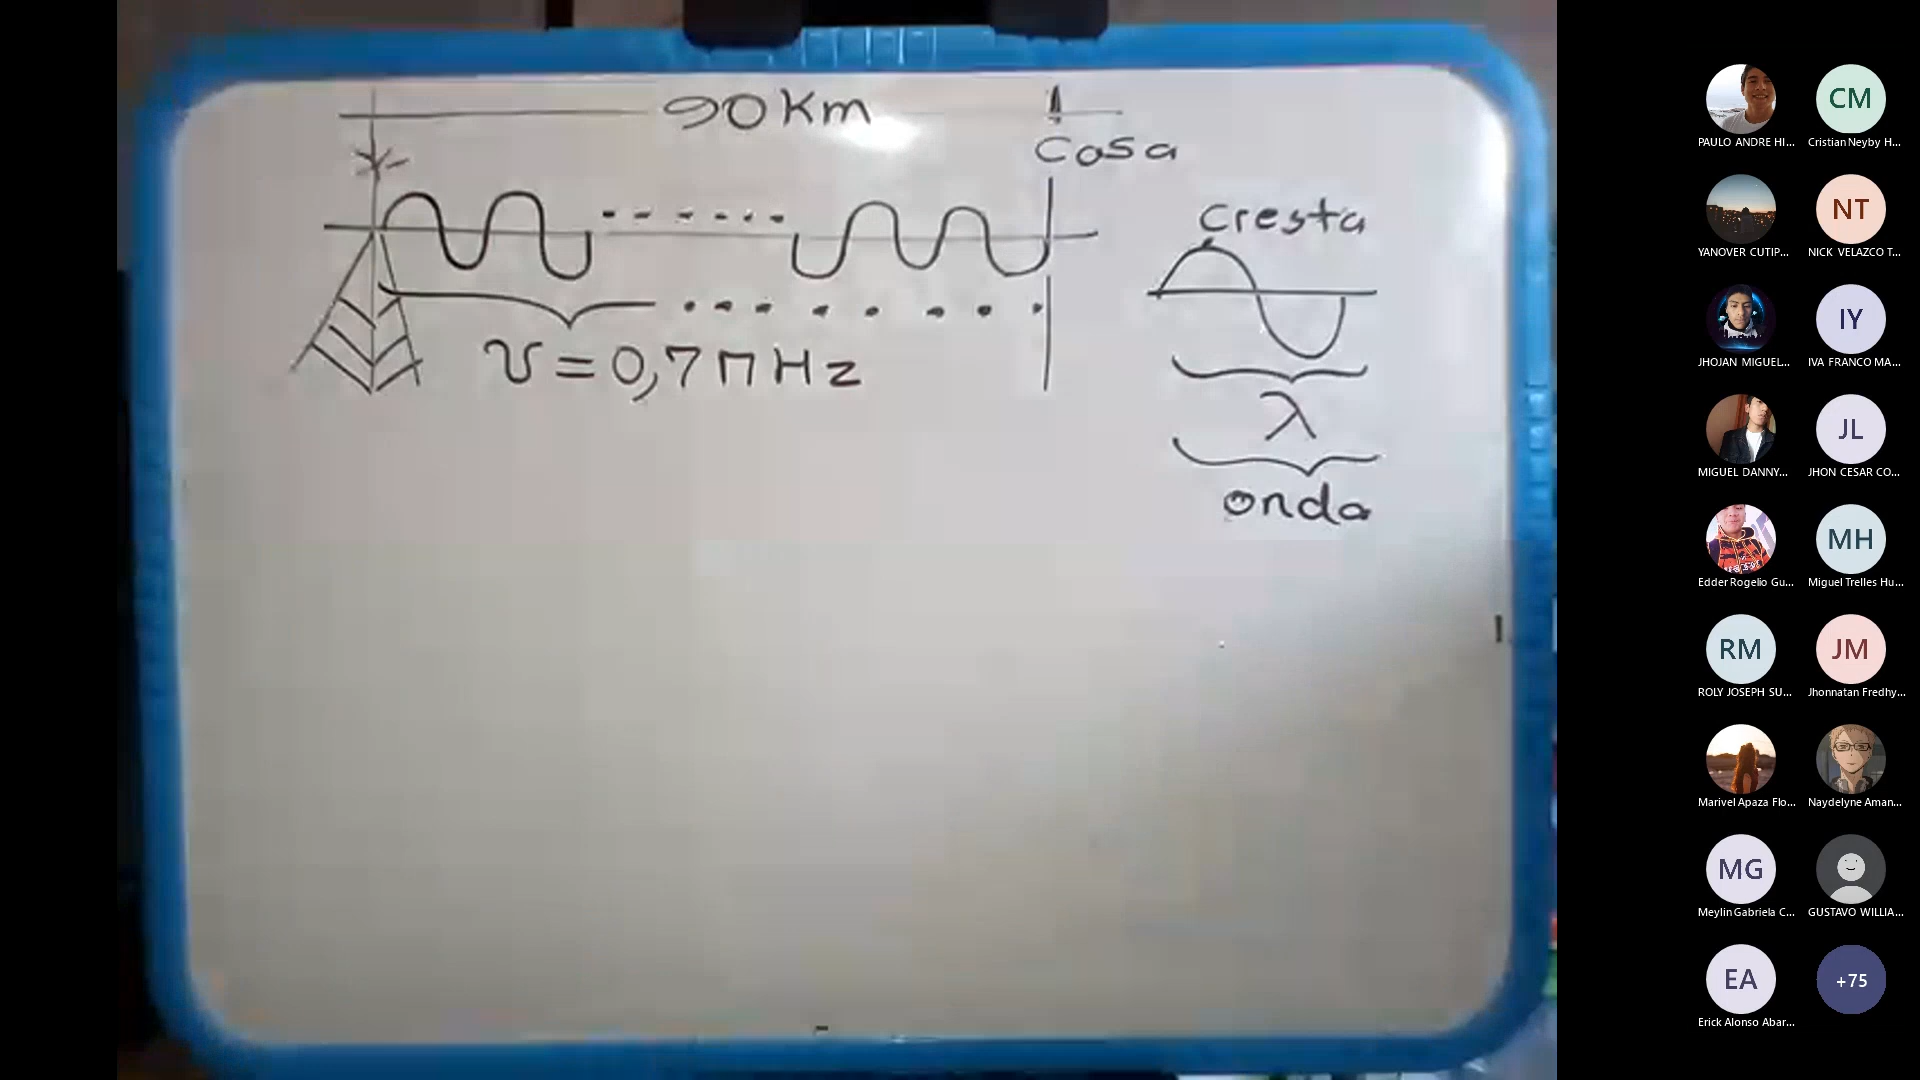 90 Km
Casa
Cresta
ν = 0,7 MHz
λ
onda
PAULO ANDRE HI...
CM
Cristian Neyby H...
YANOVER CUTIP...
NT
NICK VELAZCO T...
JHOJAN MIGUEL...
IY
IVA FRANCO MA...
MIGUEL DANNY...
JL
JHON CESAR CO...
Edder Rogelio Gu...
MH
Miguel Trelles Hu...
RM
ROLY JOSEPH SU...
JM
Jhonnatan Fredhy...
Marivel Apaza Flo...
Naydelyne Aman...
MG
Meylin Gabriela C...
GUSTAVO WILLIA...
EA
Erick Alonso Abar...
+75